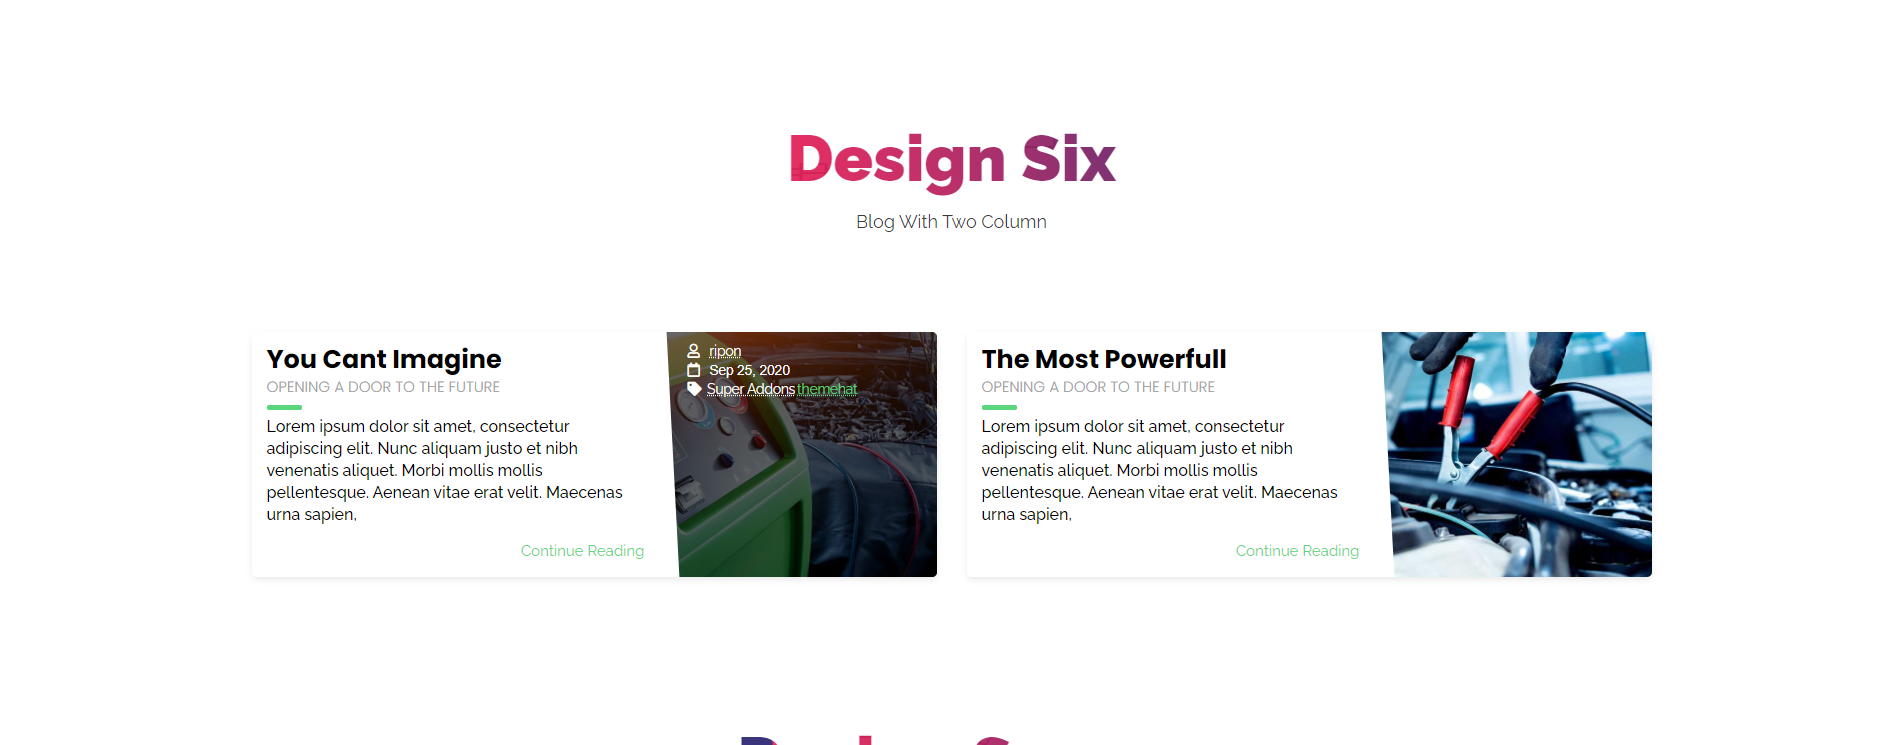 Design Six
Blog With Two Column
You Cant Imagine
OPENING A DOOR TO THE FUTURE
Lorem ipsum dolor sit amet, consectetur
adipiscing elit. Nunc aliquam justo et nibh
venenatis aliquet. Morbi mollis mollis
pellentesque. Aenean vitae erat velit. Maecenas
urna sapien,
Continue Reading
ripon
Sep 25, 2020
Super Addons themehat
The Most Powerfull
OPENING A DOOR TO THE FUTURE
Lorem ipsum dolor sit amet, consectetur
adipiscing elit. Nunc aliquam justo et nibh
venenatis aliquet. Morbi mollis mollis
pellentesque. Aenean vitae erat velit. Maecenas
urna sapien,
Continue Reading